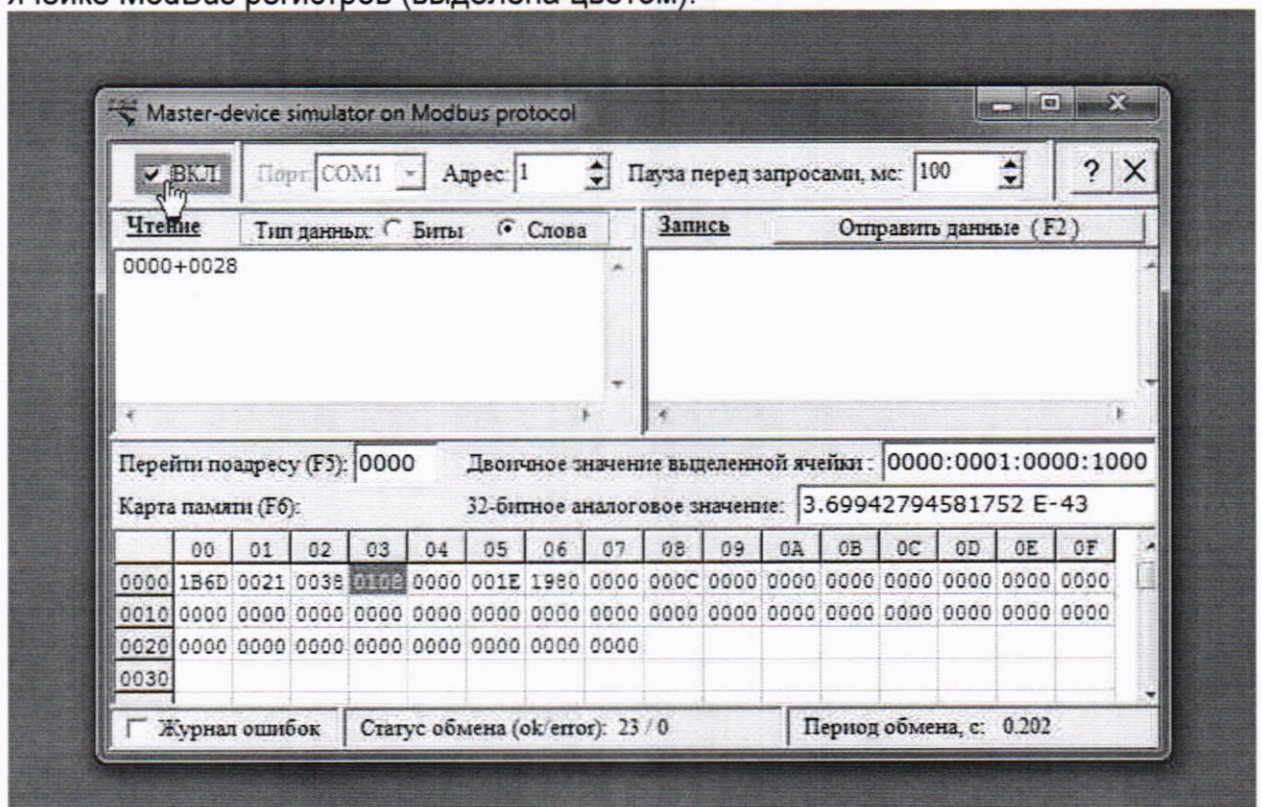 ячейке ModBus регистров (выделена цветом).
Master-device simulator on Modbus protocol
ВКЛ Порт: COM1 Адрес: 1 Пауза перед запросами, мс: 100 ? X
Чтение Тип данных: Биты Слова Запись Отправить данные (F2)
0000+0028
Перейти поадресу (F5): 0000 Двоичное значение выделенной ячейки : 0000:0001:0000:1000
Карта памяти (F6): 32-битное аналоговое значение: 3.69942794581752 E-43
00 01 02 03 04 05 06 07 08 09 0A 0B 0C 0D 0E 0F
0000 1B6D 0021 0038 0108 0000 001E 1980 0000 000C 0000 0000 0000 0000 0000 0000 0000
0010 0000 0000 0000 0000 0000 0000 0000 0000 0000 0000 0000 0000 0000 0000 0000 0000
0020 0000 0000 0000 0000 0000 0000 0000 0000
0030
Журнал ошибок Статус обмена (ok/error): 23 / 0 Период обмена, с: 0.202